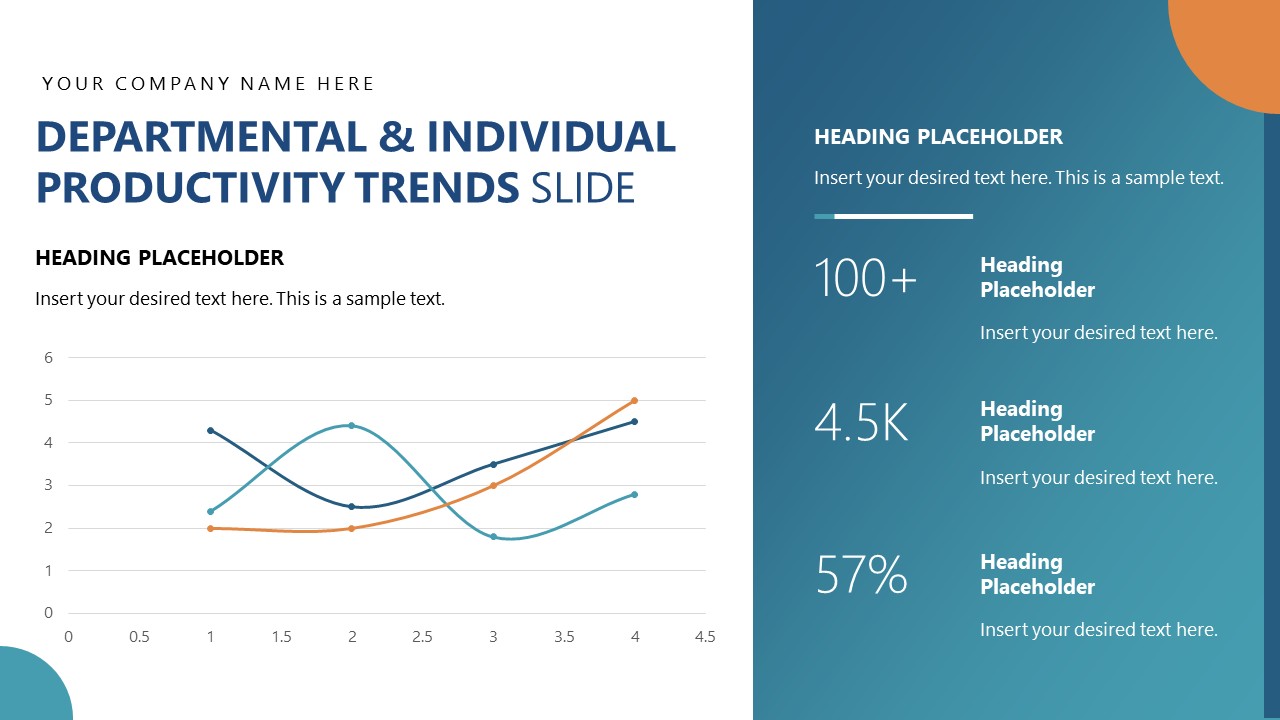 YOUR COMPANY NAME HERE
DEPARTMENTAL & INDIVIDUAL
PRODUCTIVITY TRENDS SLIDE
HEADING PLACEHOLDER
Insert your desired text here. This is a sample text.
6
5
4
3
2
1
0
0 0.5 1 1.5 2 2.5 3 3.5 4 4.5
HEADING PLACEHOLDER
Insert your desired text here. This is a sample text.
100+
Heading
Placeholder
Insert your desired text here.
4.5K
Heading
Placeholder
Insert your desired text here.
57%
Heading
Placeholder
Insert your desired text here.